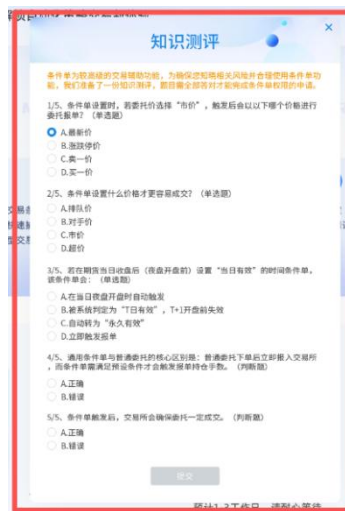 知识测评
×
条件单为较高级的交易辅助功能，为确保您知晓相关风险并合理使用条件单功
能，我们准备了一份知识测评，题目需全部答对才能完成条件单权限的申请。
1/5、条件单设置时，若委托价选择“市价”，触发后会以以下哪个价格进行
委托报单？（单选题）
A.最新价
B.涨跌停价
C.卖一价
D.买一价
2/5、条件单设置什么价格才更容易成交？（单选题）
A.排队价
B.对手价
C.市价
D.超价
3/5、若在期货当日收盘后（夜盘开盘前）设置“当日有效”的时间条件单，
该条件单会：（单选题）
A.在当日夜盘开盘时自动触发
B.被系统判定为“T日有效”，T+1开盘前失效
C.自动转为“永久有效”
D.立即触发报单
4/5、通用条件单与普通委托的核心区别是：普通委托下单后立即报入交易所
，而条件单需满足预设条件才会触发报单持仓手数。（判断题）
A.正确
B.错误
5/5、条件单触发后，交易所会确保委托一定成交。（判断题）
A.正确
B.错误
提交
预计1-3工作日，请耐心等待